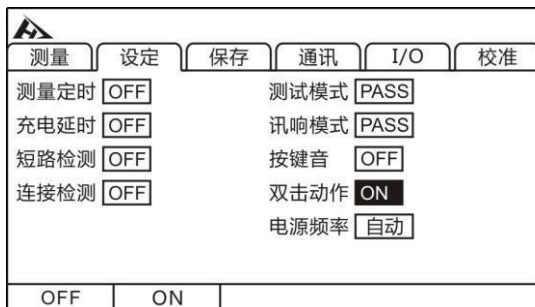 测量 设定 保存 通讯 I/O 校准
测量定时 OFF 测试模式 PASS
充电延时 OFF 讯响模式 PASS
短路检测 OFF 按键音 OFF
连接检测 OFF 双击动作 ON
电源频率 自动
OFF ON